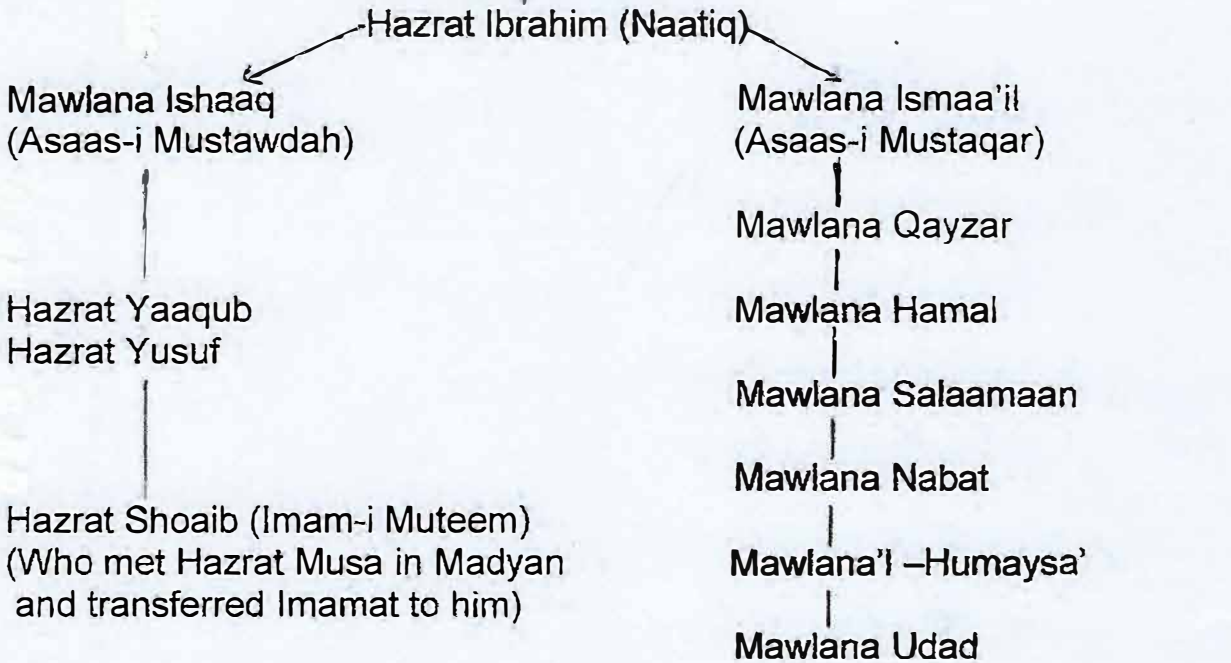 Hazrat Ibrahim (Naatiq)
Mawlana Ishaaq
(Asaas-i Mustawdah)
Hazrat Yaaqub
Hazrat Yusuf
Hazrat Shoaib (Imam-i Muteem)
(Who met Hazrat Musa in Madyan
and transferred Imamat to him)
Mawlana Ismaa'il
(Asaas-i Mustaqar)
Mawlana Qayzar
Mawlana Hamal
Mawlana Salaamaan
Mawlana Nabat
Mawlana'l –Humaysa'
Mawlana Udad